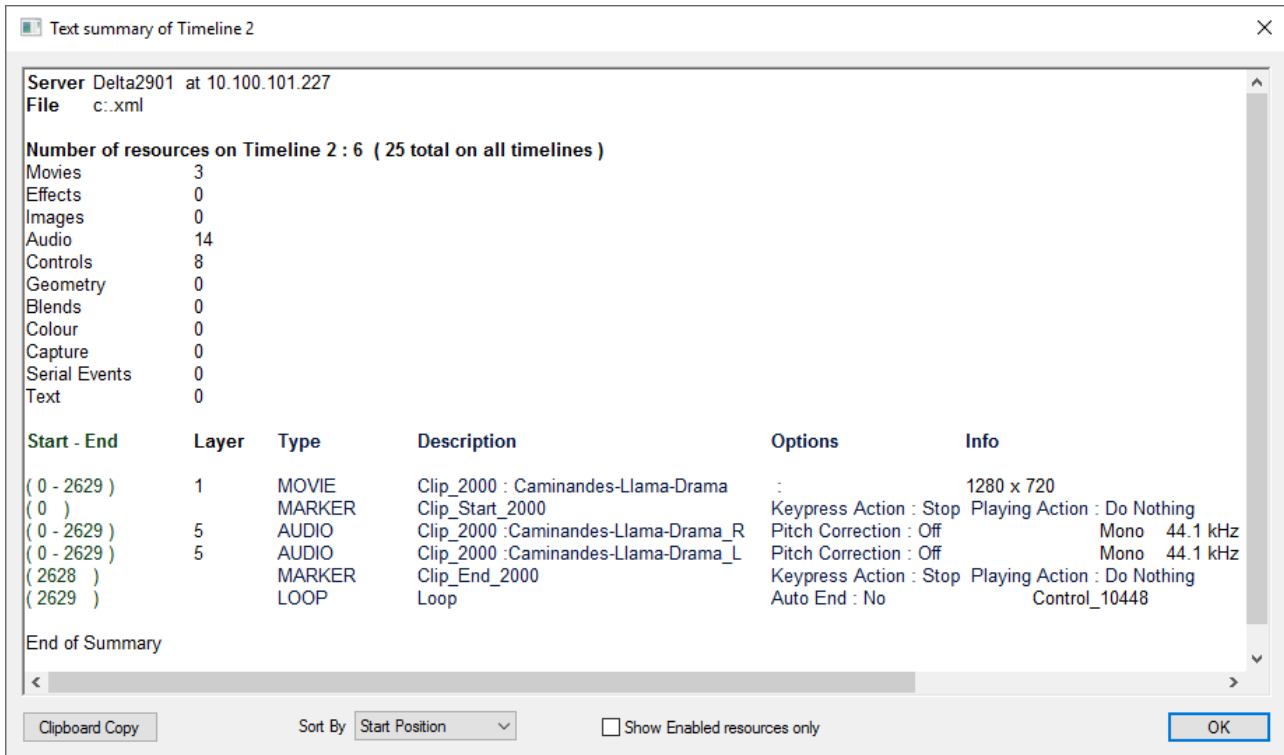 Text summary of Timeline 2
Server Delta2901 at 10.100.101.227
File c:.xml
Number of resources on Timeline 2 : 6 ( 25 total on all timelines )
Movies 3
Effects 0
Images 0
Audio 14
Controls 8
Geometry 0
Blends 0
Colour 0
Capture 0
Serial Events 0
Text 0
Start - End Layer Type Description Options Info
( 0 - 2629 ) 1 MOVIE Clip_2000 : Caminandes-Llama-Drama : 1280 x 720
( 0 ) MARKER Clip_Start_2000 Keypress Action : Stop Playing Action : Do Nothing
( 0 - 2629 ) 5 AUDIO Clip_2000 :Caminandes-Llama-Drama_R Pitch Correction : Off Mono 44.1 kHz
( 0 - 2629 ) 5 AUDIO Clip_2000 :Caminandes-Llama-Drama_L Pitch Correction : Off Mono 44.1 kHz
( 2628 ) MARKER Clip_End_2000 Keypress Action : Stop Playing Action : Do Nothing
( 2629 ) LOOP Loop Auto End : No Control_10448
End of Summary
Clipboard Copy Sort By Start Position Show Enabled resources only OK